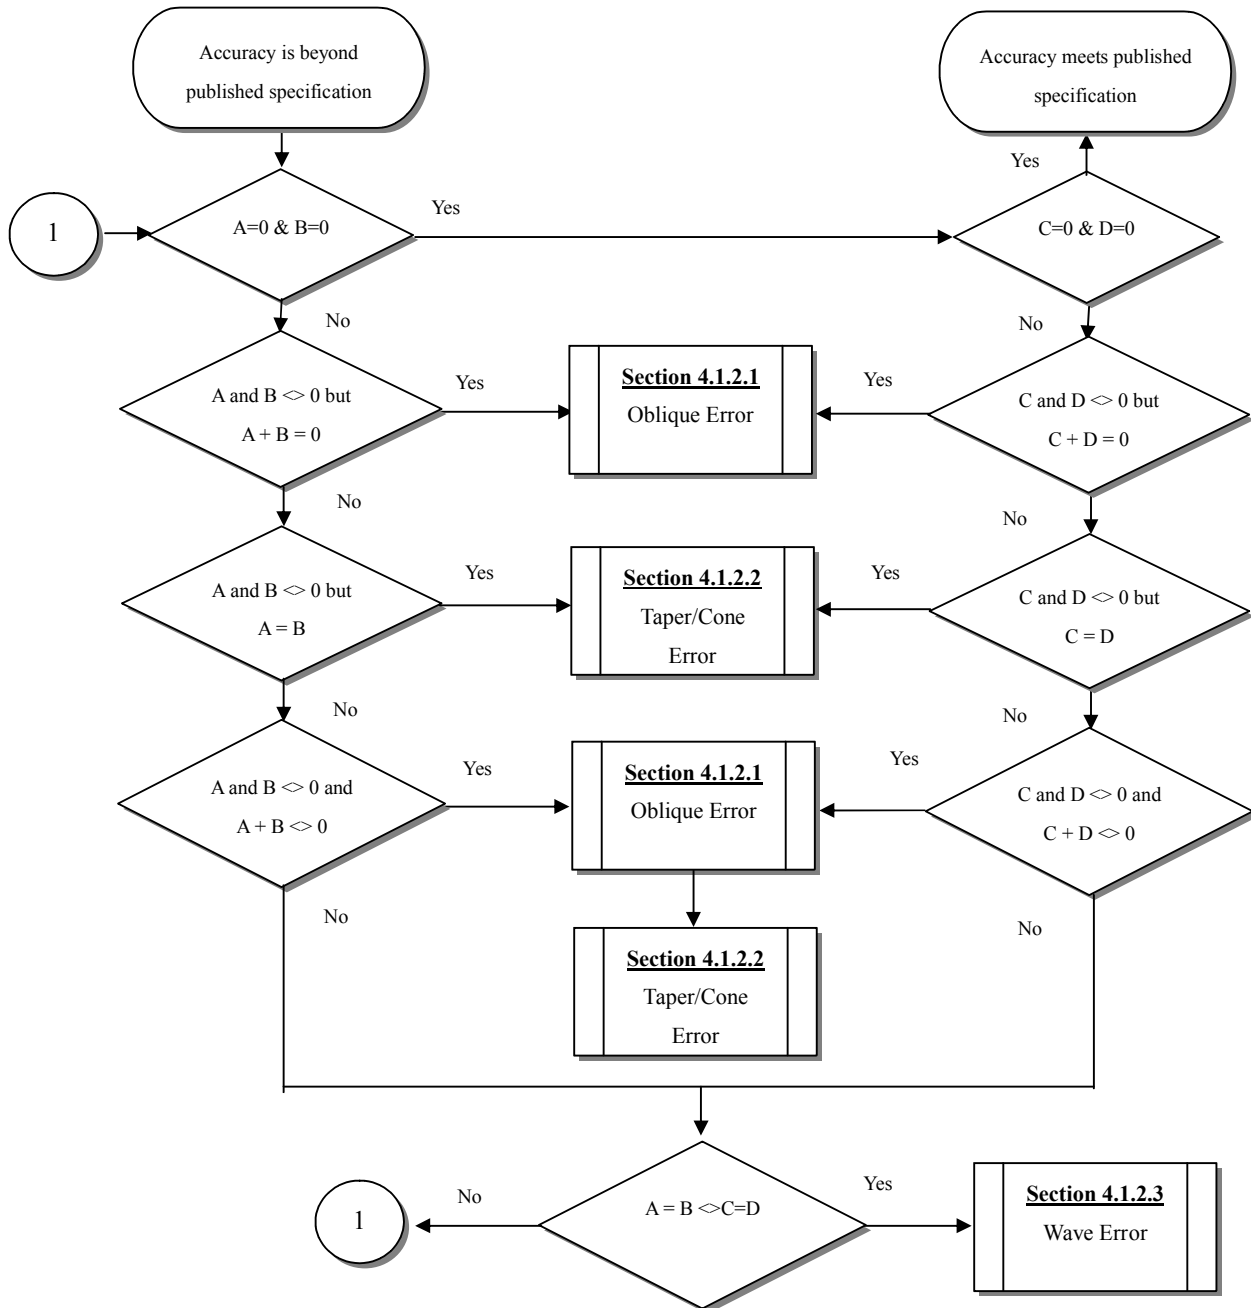 Accuracy is beyond
published specification
Accuracy meets published
specification
Yes
1
A=0 & B=0
Yes
C=0 & D=0
No
No
A and B <> 0 but
A + B = 0
Yes
Section 4.1.2.1
Oblique Error
Yes
C and D <> 0 but
C + D = 0
No
No
A and B <> 0 but
A = B
Yes
Section 4.1.2.2
Taper/Cone
Error
Yes
C and D <> 0 but
C = D
No
No
A and B <> 0 and
A + B <> 0
Yes
Section 4.1.2.1
Oblique Error
Yes
C and D <> 0 and
C + D <> 0
No
No
Section 4.1.2.2
Taper/Cone
Error
1
No
A = B <>C=D
Yes
Section 4.1.2.3
Wave Error